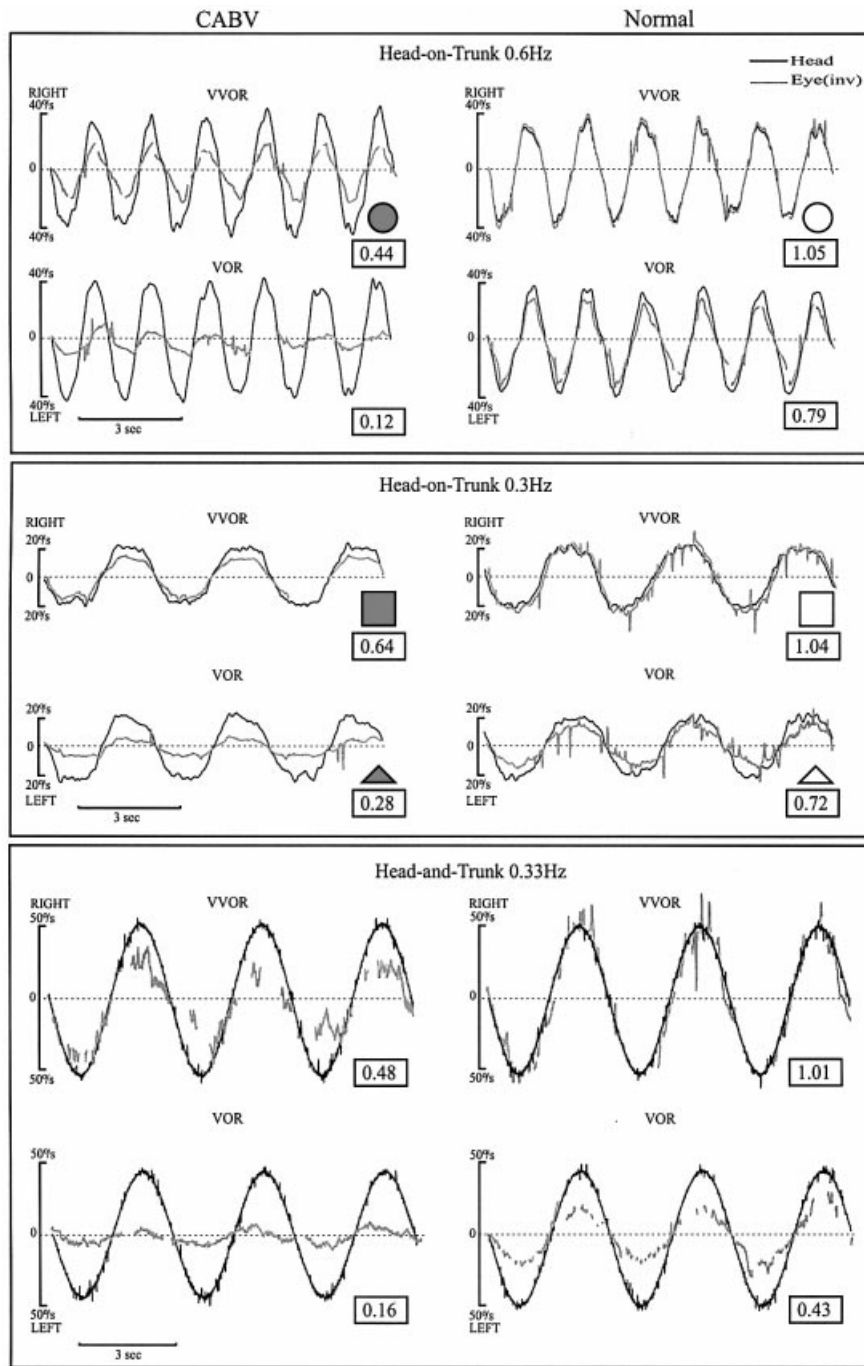 CABV Normal
Head-on-Trunk 0.6Hz
Head
Eye(inv)
RIGHT
40°/s
0
40°/s
VVOR
0.44
40°/s
0
VVOR
40°/s
1.05
40°/s
0
40°/s
LEFT
VOR
0.12
3 sec
40°/s
0
40°/s
LEFT
VOR
0.79
Head-on-Trunk 0.3Hz
RIGHT
20°/s
0
20°/s
VVOR
0.64
RIGHT
20°/s
0
20°/s
VVOR
1.04
20°/s
0
20°/s
LEFT
VOR
0.28
3 sec
20°/s
0
20°/s
LEFT
VOR
0.72
Head-and-Trunk 0.33Hz
RIGHT
50°/s
0
50°/s
VVOR
0.48
RIGHT
50°/s
0
50°/s
VVOR
1.01
50°/s
0
50°/s
LEFT
VOR
0.16
3 sec
50°/s
0
50°/s
LEFT
VOR
0.43